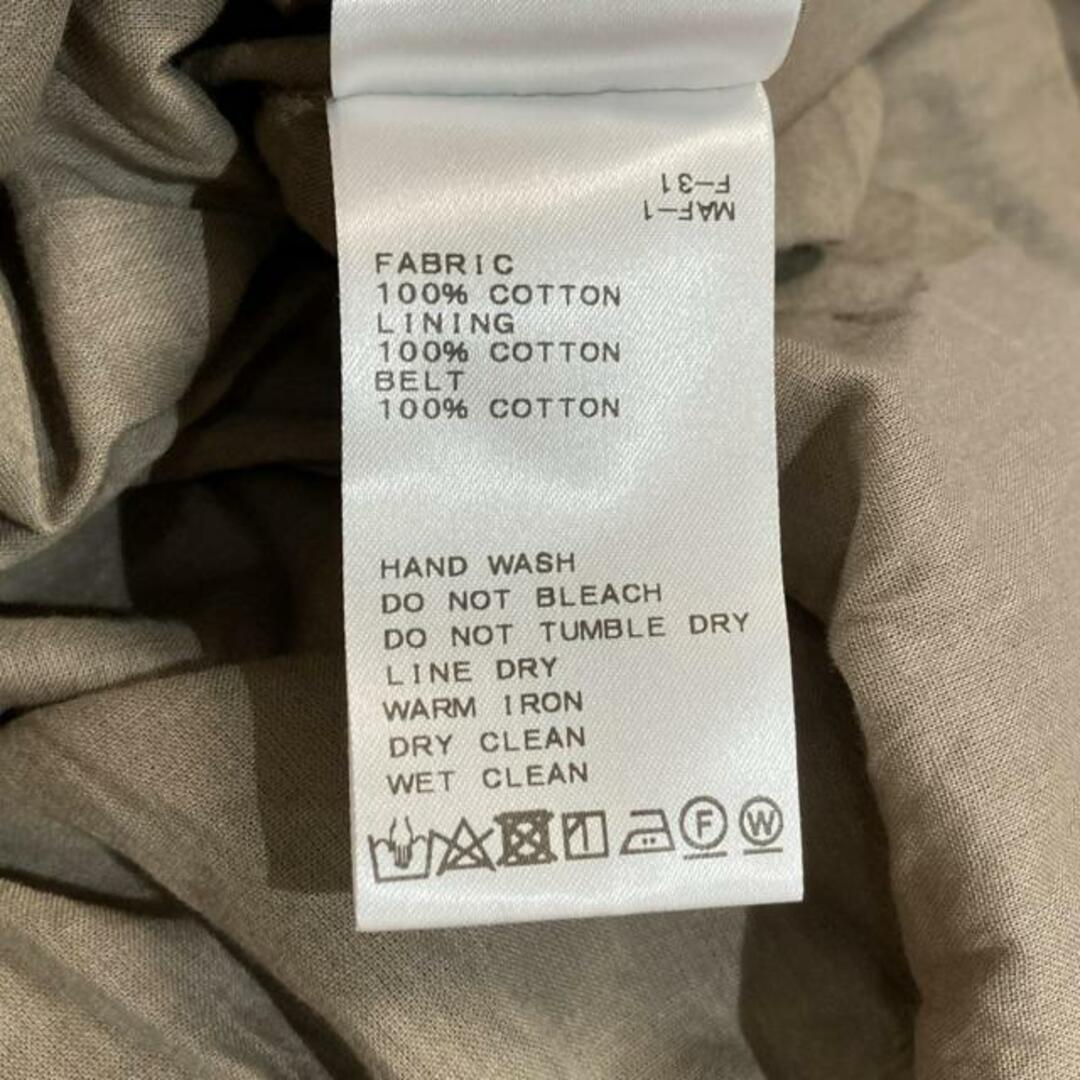 MAF-1
F-31
FABRIC
100% COTTON
LINING
100% COTTON
BELT
100% COTTON
HAND WASH
DO NOT BLEACH
DO NOT TUMBLE DRY
LINE DRY
WARM IRON
DRY CLEAN
WET CLEAN
F W